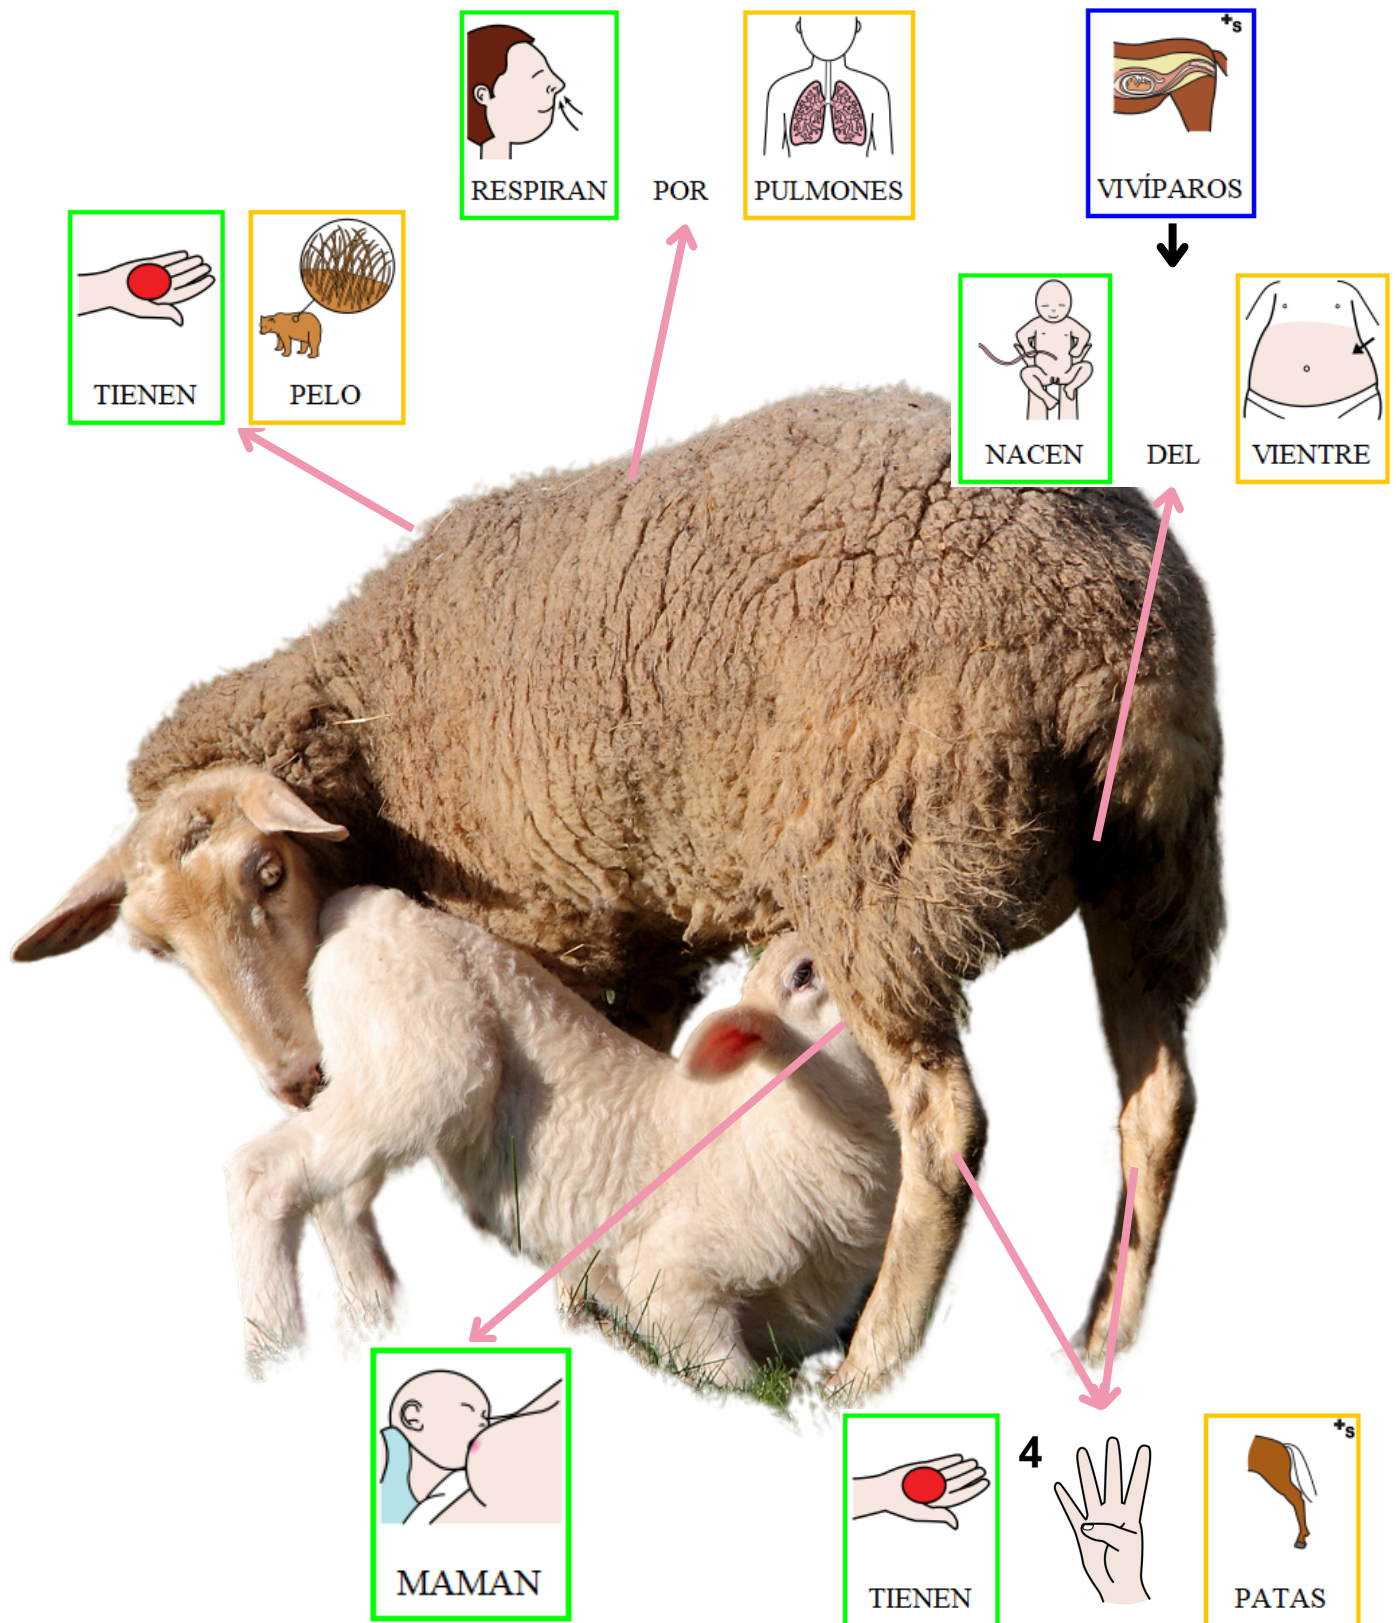 RESPIRAN POR PULMONES
+s
VIVÍPAROS
TIENEN PELO
NACEN DEL VIENTRE
MAMAN
4
+s
TIENEN PATAS